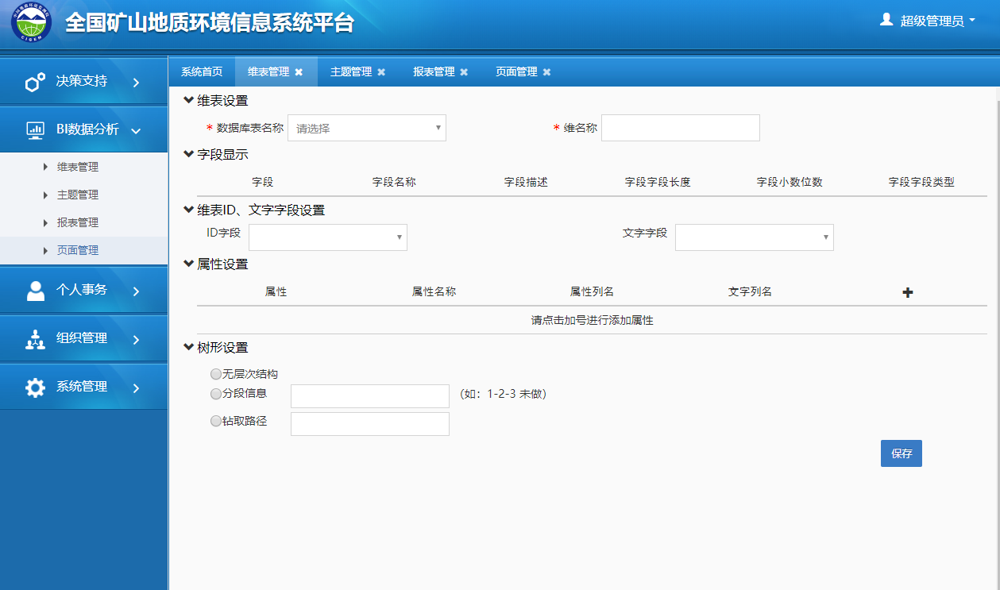 全国矿山地质环境信息系统平台
超级管理员
决策支持
BI数据分析
维表管理
主题管理
报表管理
页面管理
个人事务
组织管理
系统管理
系统首页 维表管理 主题管理 报表管理 页面管理
维表设置
* 数据库表名称 请选择 * 维名称
字段显示
字段 字段名称 字段描述 字段字段长度 字段小数位数 字段字段类型
维表ID、文字字段设置
ID字段 文字字段
属性设置
属性 属性名称 属性列名 文字列名
请点击加号进行添加属性
树形设置
无层次结构
分段信息 (如：1-2-3 未做)
钻取路径
保存
CIGEM